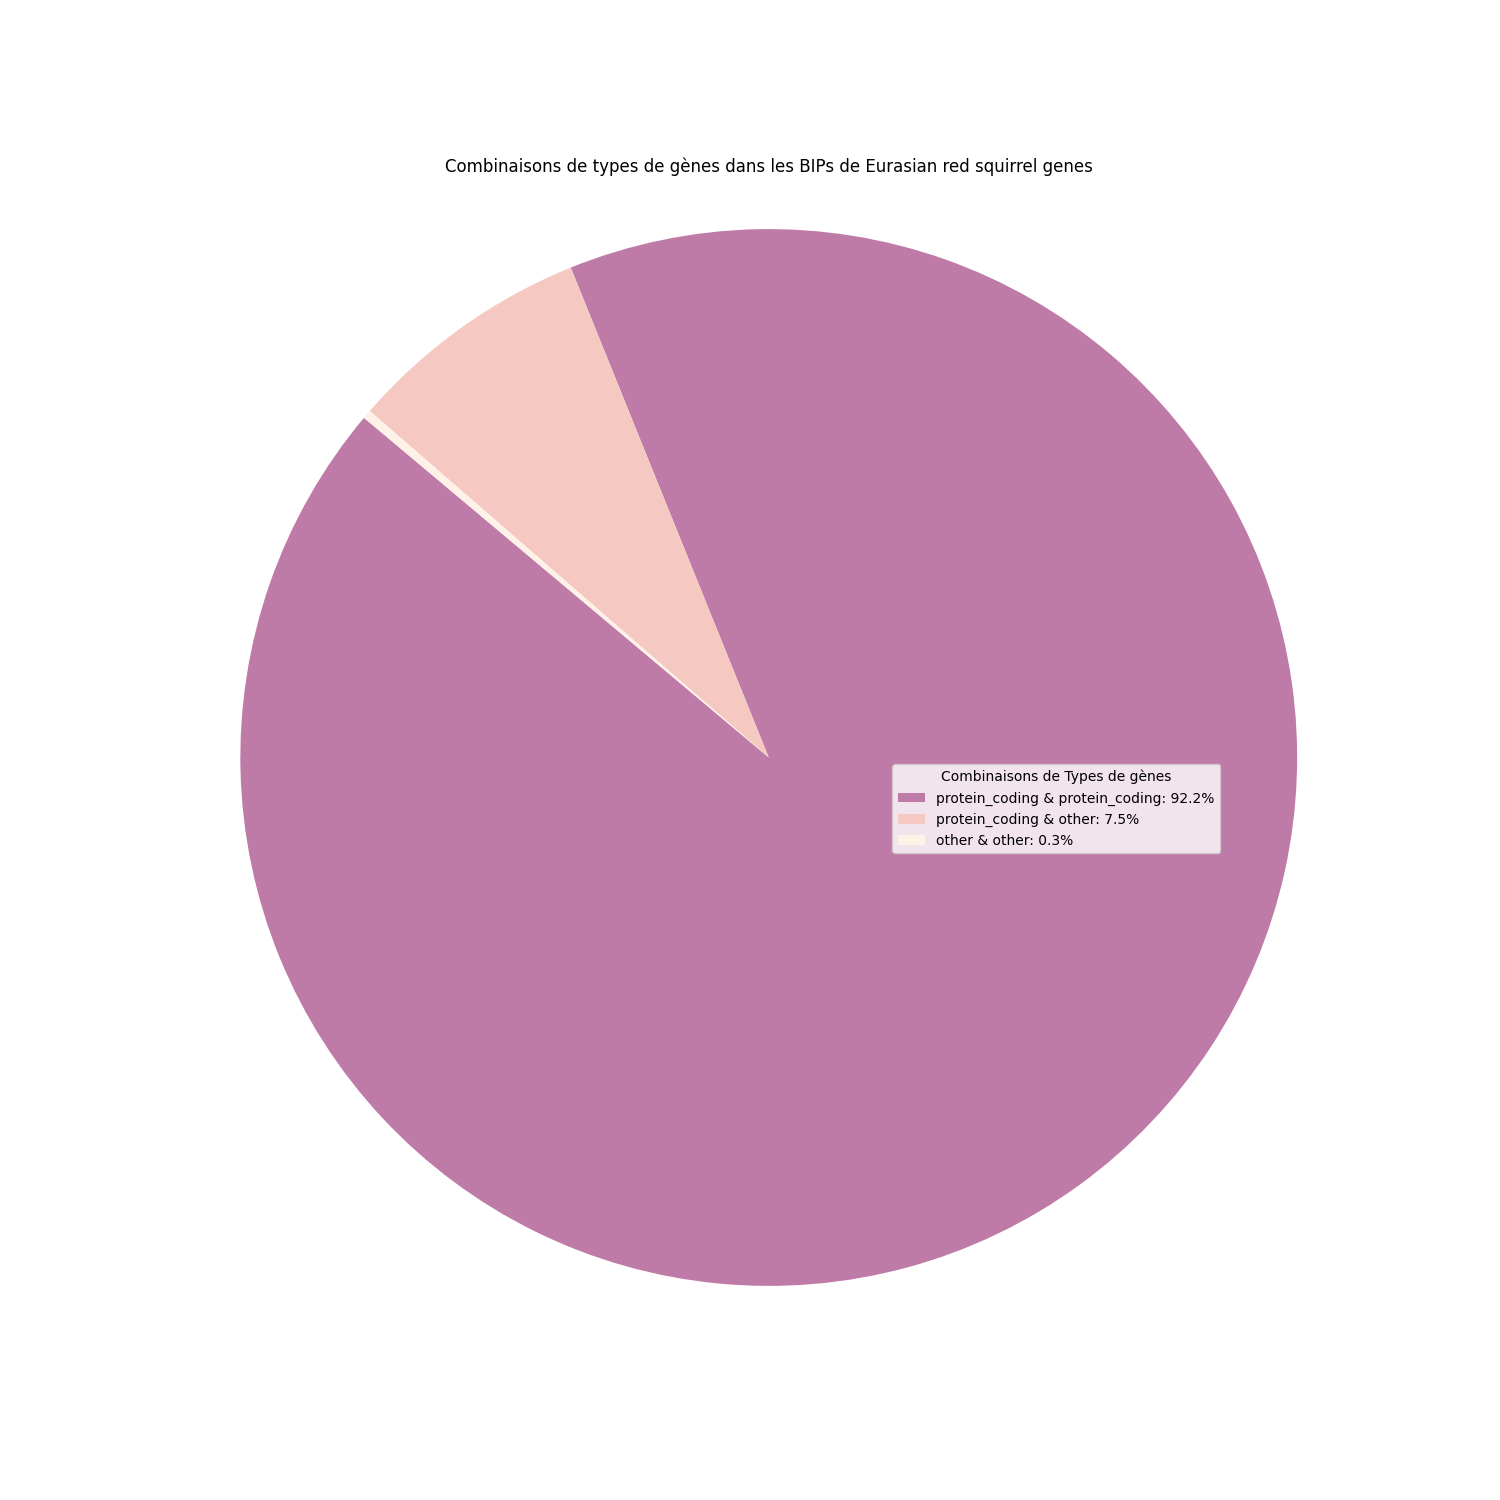 Combinaisons de types de gènes dans les BIPs de Eurasian red squirrel genes
Combinaisons de Types de gènes
protein_coding & protein_coding: 92.2%
protein_coding & other: 7.5%
other & other: 0.3%